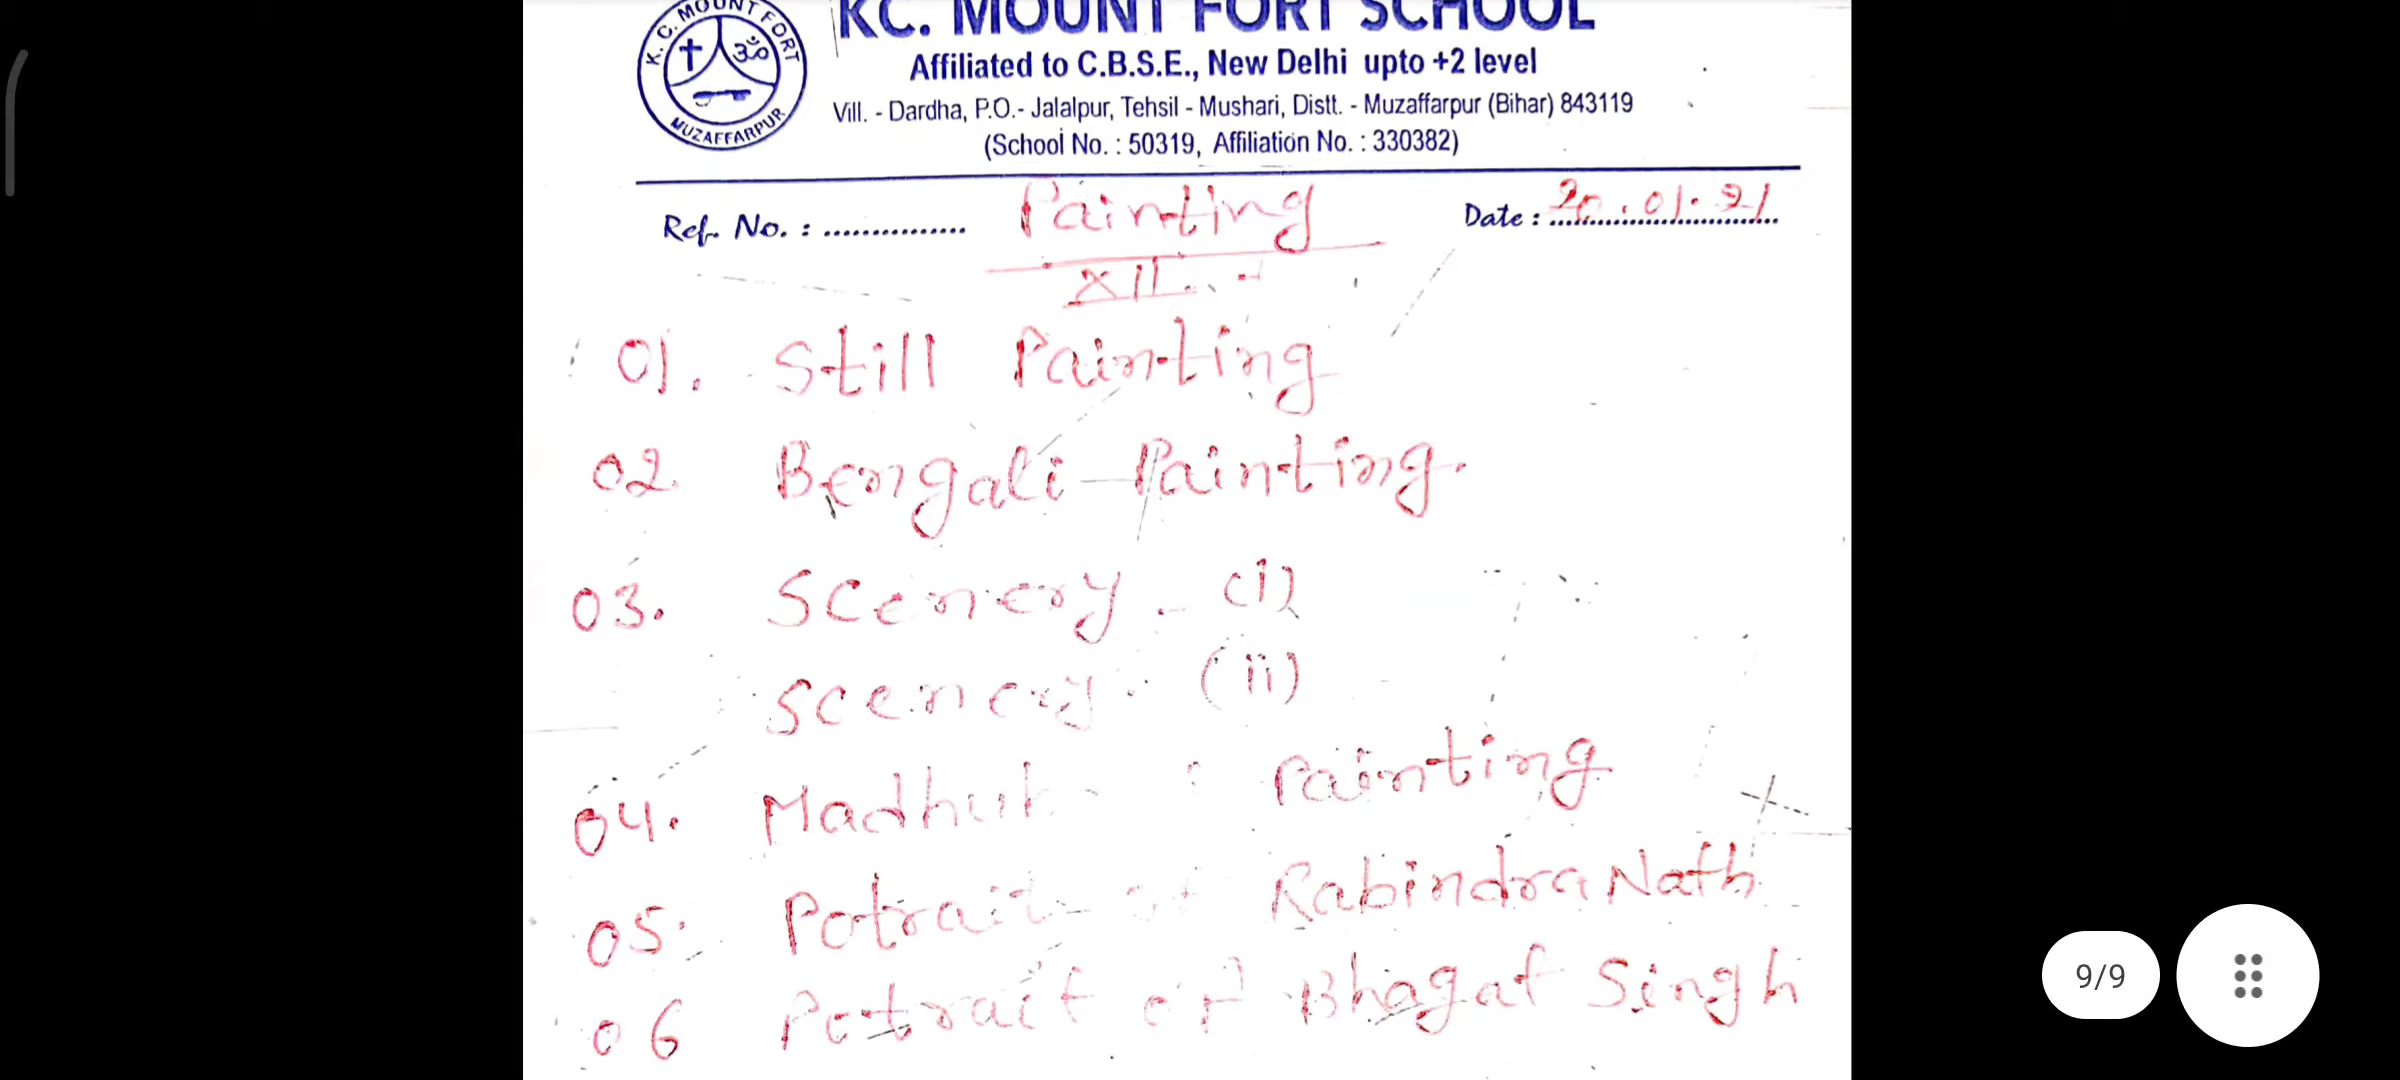 K. C. MOUNT FORT
ॐ
MUZAFFARPUR
KC. MOUNT FORT SCHOOL
Affiliated to C.B.S.E., New Delhi upto +2 level
Vill. - Dardha, P.O.- Jalalpur, Tehsil - Mushari, Distt. - Muzaffarpur (Bihar) 843119
(School No. : 50319, Affiliation No. : 330382)
Ref. No. : ............... Painting Date : 20.01.21
XII
01. Still Painting
02. Bengali Painting.
03. Scenery - (i)
Scenery - (ii)
04. Painting
05. Potrait Rabindra Nath
06 Potrait of Bhagat Singh
9/9